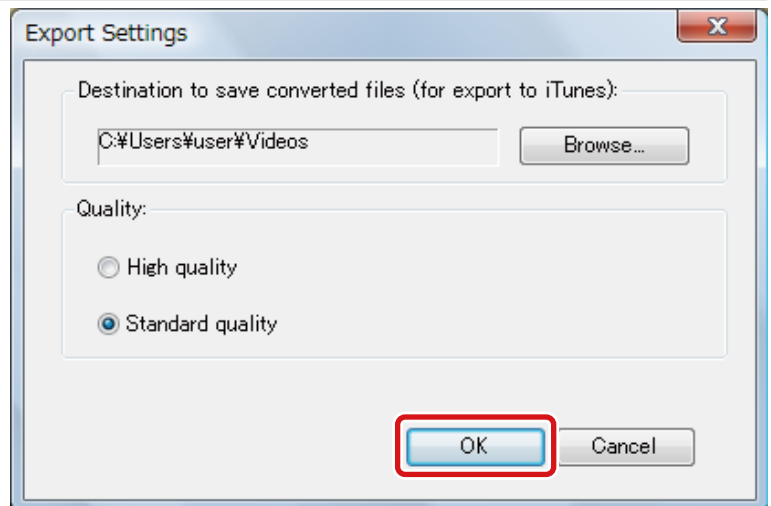 Export Settings
Destination to save converted files (for export to iTunes):
C:¥Users¥user¥Videos
Browse...
Quality:
High quality
Standard quality
OK
Cancel